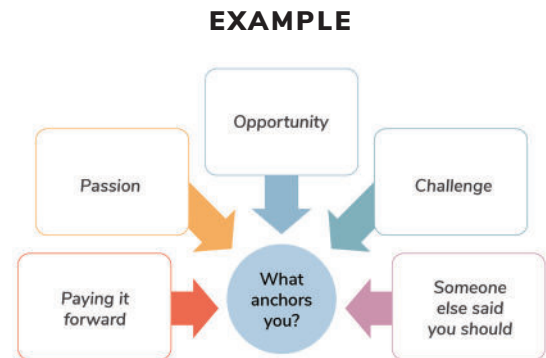 EXAMPLE
Opportunity
Passion
Challenge
Paying it
forward
What
anchors
you?
Someone
else said
you should